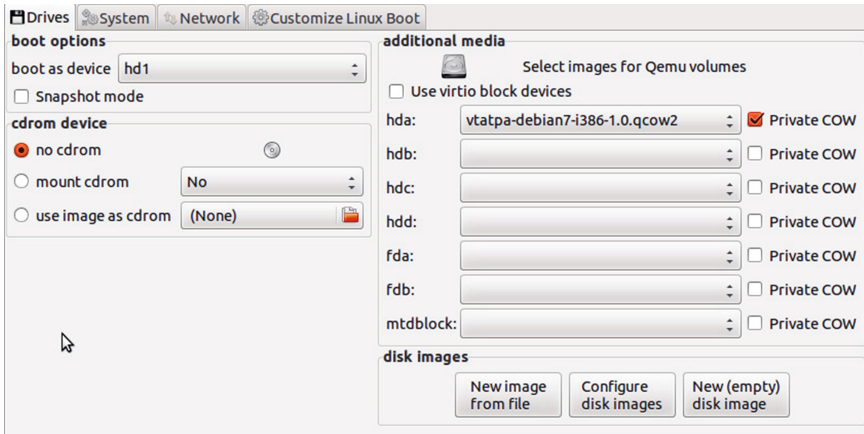 Drives System Network Customize Linux Boot
boot options
boot as device hd1
Snapshot mode
cdrom device
no cdrom
mount cdrom No
use image as cdrom (None)
additional media
Select images for Qemu volumes
Use virtio block devices
hda: vtatpa-debian7-i386-1.0.qcow2 Private COW
hdb: Private COW
hdc: Private COW
hdd: Private COW
fda: Private COW
fdb: Private COW
mtdblock: Private COW
disk images
New image
from file
Configure
disk images
New (empty)
disk image